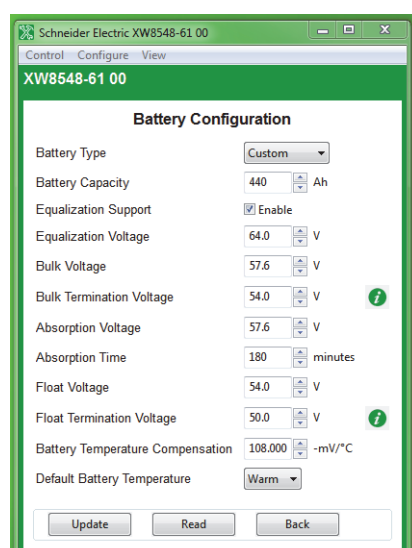 Schneider Electric XW8548-61 00
Control Configure View
XW8548-61 00
Battery Configuration
Battery Type Custom
Battery Capacity 440 Ah
Equalization Support Enable
Equalization Voltage 64.0 V
Bulk Voltage 57.6 V
Bulk Termination Voltage 54.0 V i
Absorption Voltage 57.6 V
Absorption Time 180 minutes
Float Voltage 54.0 V
Float Termination Voltage 50.0 V i
Battery Temperature Compensation 108.000 -mV/°C
Default Battery Temperature Warm
Update Read Back